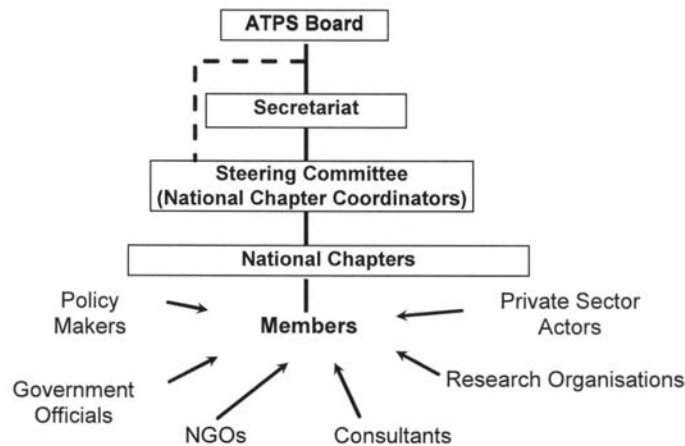 ATPS Board
Secretariat
Steering Committee
(National Chapter Coordinators)
National Chapters
Policy
Makers
Members
Private Sector
Actors
Government
Officials
Research Organisations
NGOs
Consultants